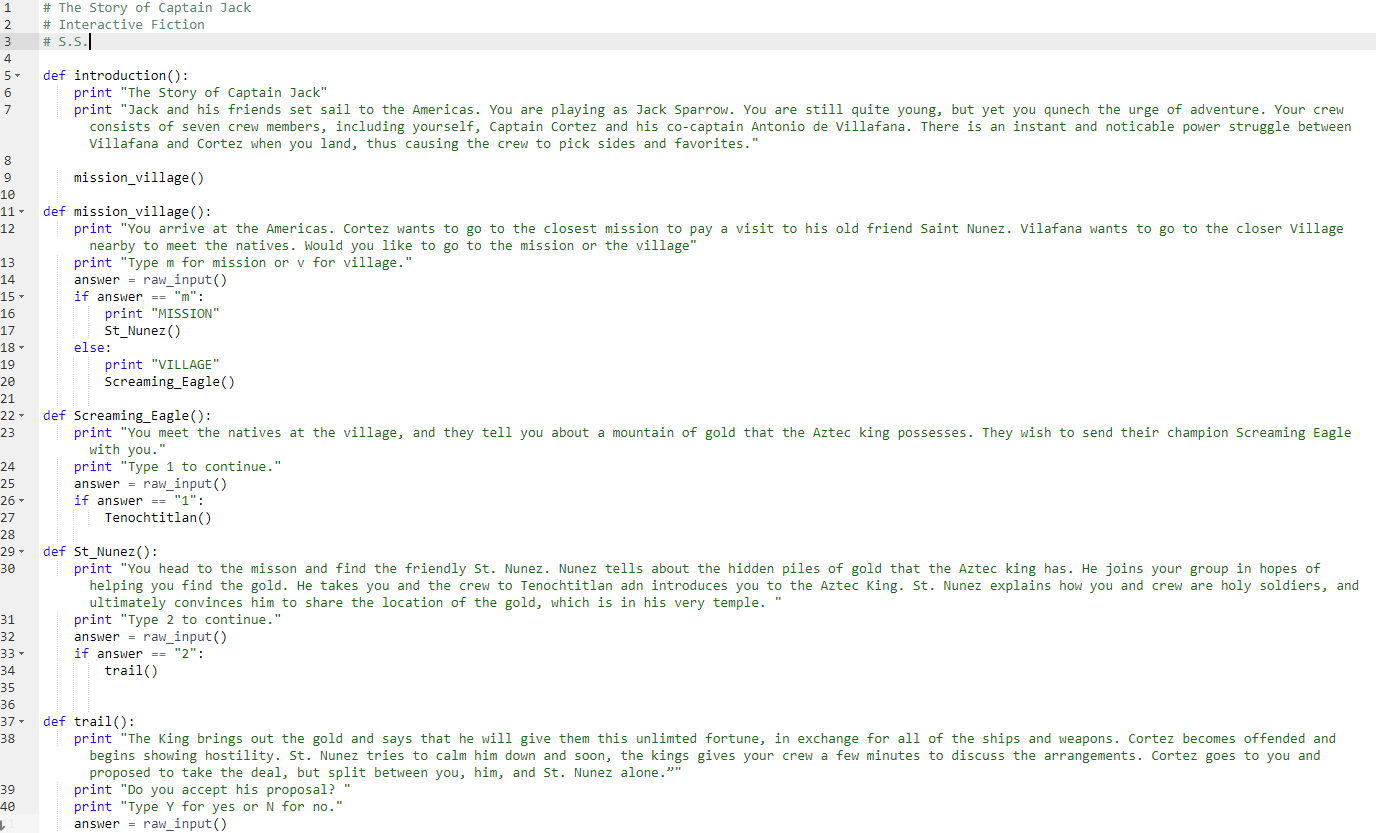 1 # The Story of Captain Jack
2 # Interactive Fiction
3 # S.S.
4
5 def introduction():
6 print "The Story of Captain Jack"
7 print "Jack and his friends set sail to the Americas. You are playing as Jack Sparrow. You are still quite young, but yet you qunech the urge of adventure. Your crew
consists of seven crew members, including yourself, Captain Cortez and his co-captain Antonio de Villafana. There is an instant and noticable power struggle between
Villafana and Cortez when you land, thus causing the crew to pick sides and favorites."
8
9 mission_village()
10
11 def mission_village():
12 print "You arrive at the Americas. Cortez wants to go to the closest mission to pay a visit to his old friend Saint Nunez. Vilafana wants to go to the closer Village
nearby to meet the natives. Would you like to go to the mission or the village"
13 print "Type m for mission or v for village."
14 answer = raw_input()
15 if answer == "m":
16 print "MISSION"
17 St_Nunez()
18 else:
19 print "VILLAGE"
20 Screaming_Eagle()
21
22 def Screaming_Eagle():
23 print "You meet the natives at the village, and they tell you about a mountain of gold that the Aztec king possesses. They wish to send their champion Screaming Eagle
with you."
24 print "Type 1 to continue."
25 answer = raw_input()
26 if answer == "1":
27 Tenochtitlan()
28
29 def St_Nunez():
30 print "You head to the misson and find the friendly St. Nunez. Nunez tells about the hidden piles of gold that the Aztec king has. He joins your group in hopes of
helping you find the gold. He takes you and the crew to Tenochtitlan adn introduces you to the Aztec King. St. Nunez explains how you and crew are holy soldiers, and
ultimately convinces him to share the location of the gold, which is in his very temple. "
31 print "Type 2 to continue."
32 answer = raw_input()
33 if answer == "2":
34 trail()
35
36
37 def trail():
38 print "The King brings out the gold and says that he will give them this unlimted fortune, in exchange for all of the ships and weapons. Cortez becomes offended and
begins showing hostility. St. Nunez tries to calm him down and soon, the kings gives your crew a few minutes to discuss the arrangements. Cortez goes to you and
proposed to take the deal, but split between you, him, and St. Nunez alone.”"
39 print "Do you accept his proposal? "
40 print "Type Y for yes or N for no."
answer = raw_input()